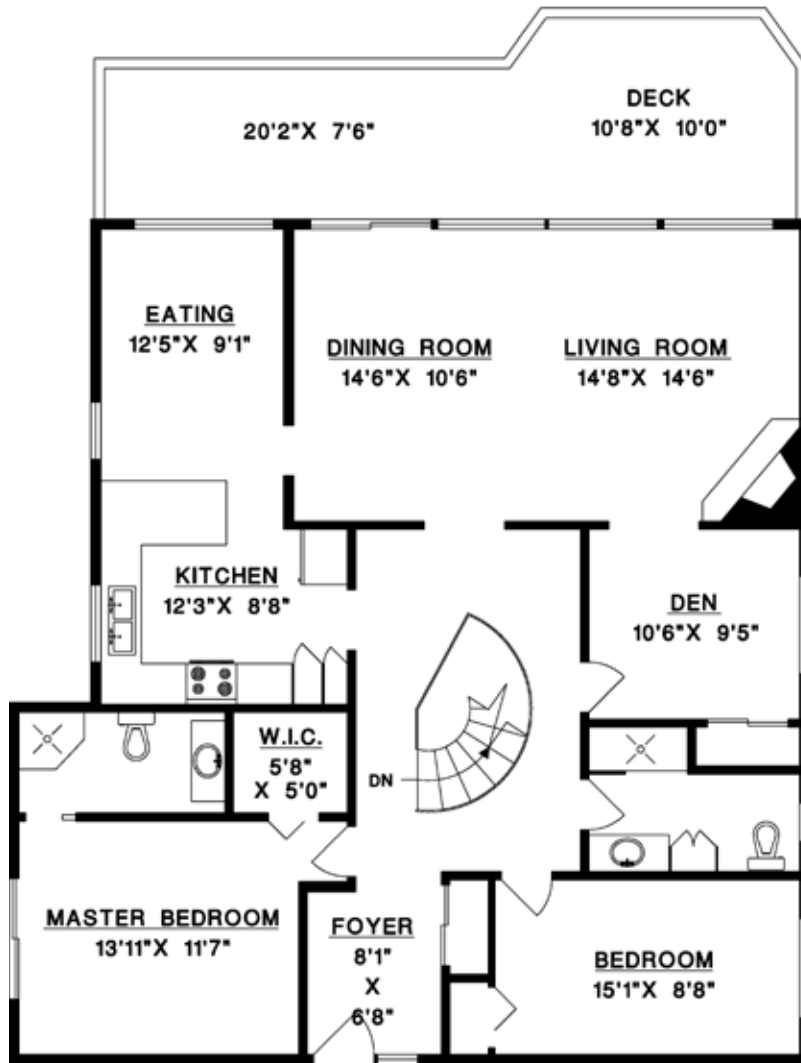 DECK
20'2"X 7'6"
10'8"X 10'0"
EATING
12'5"X 9'1"
DINING ROOM
14'6"X 10'6"
LIVING ROOM
14'8"X 14'6"
KITCHEN
12'3"X 8'8"
DEN
10'6"X 9'5"
W.I.C.
5'8"
X 5'0"
DN
MASTER BEDROOM
13'11"X 11'7"
FOYER
8'1"
X
6'8"
BEDROOM
15'1"X 8'8"